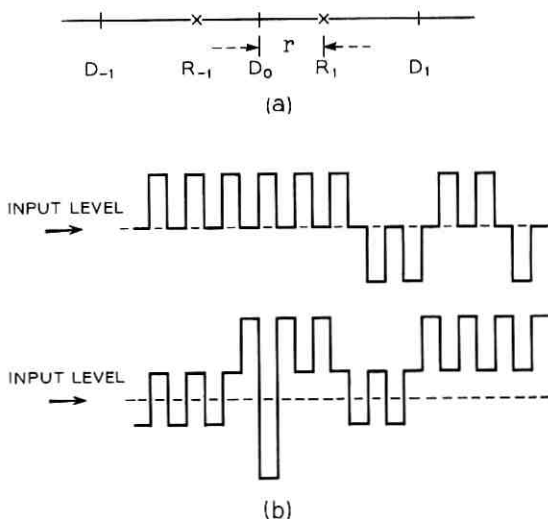 r
D₋₁ R₋₁ D₀ R₁ D₁
(a)
INPUT LEVEL
INPUT LEVEL
(b)